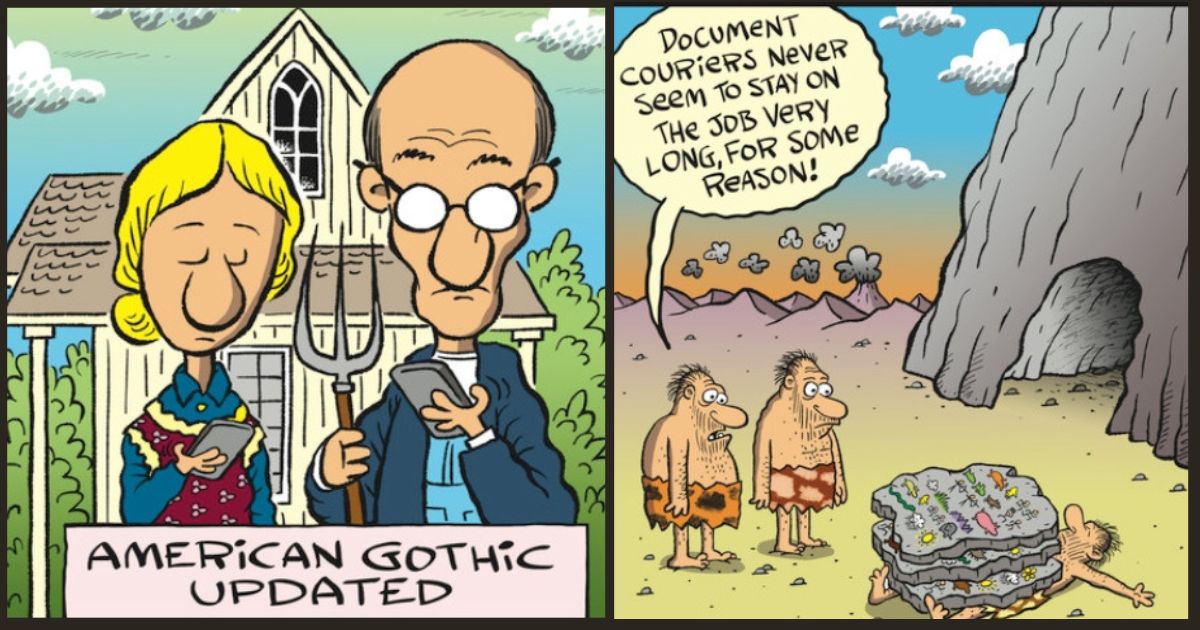 AMERICAN GOTHIC
UPDATED
DOCUMENT
COURIERS NEVER
SEEM TO STAY ON
THE JOB VERY
LONG, FOR SOME
REASON!